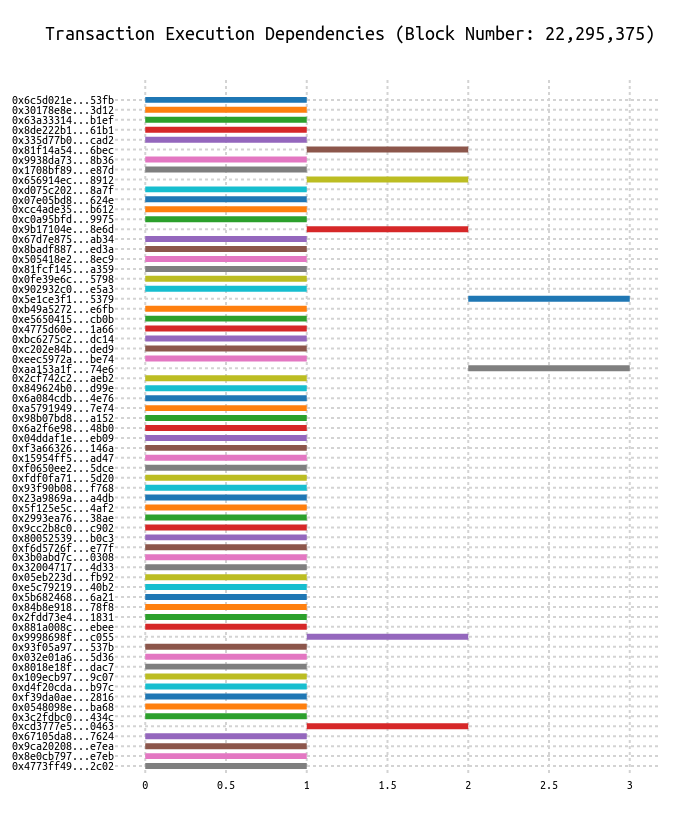 Transaction Execution Dependencies (Block Number: 22,295,375)
0x6c5d021e...53fb
0x30178e8e...3d12
0x63a33314...b1ef
0x8de222b1...61b1
0x335d77b0...cad2
0x81f14a54...6bec
0x9938da73...8b36
0x1708bf89...e87d
0x656914ec...8912
0xd075c202...8a7f
0x07e05bd8...624e
0xcc4ade35...b612
0xc0a95bfd...9975
0x9b17104e...8e6d
0x67d7e875...ab34
0x8badf887...ed3a
0x505418e2...8ec9
0x81fcf145...a359
0x0fe39e6c...5798
0x902932c0...e5a3
0x5e1ce3f1...5379
0xb49a5272...e6fb
0xe5650415...cb0b
0x4775d60e...1a66
0xbc6275c2...dc14
0xc202e84b...ded9
0xeec5972a...be74
0xaa153a1f...74e6
0x2cf742c2...aeb2
0x849624b0...d99e
0x6a084cdb...4e76
0xa5791949...7e74
0x98b07bd8...a152
0x6a2f6e98...48b0
0x04ddaf1e...eb09
0xf3a66326...146a
0x15954ff5...ad47
0xf0650ee2...5dce
0xfdf0fa71...5d20
0x93f90b08...f768
0x23a9869a...a4db
0x5f125e5c...4af2
0x2993ea76...38ae
0x9cc2b8c0...c902
0x80052539...b0c3
0xf6d5726f...e77f
0x3b0abd7c...0308
0x32004717...4d33
0x05eb223d...fb92
0xe5c79219...40b2
0x5b682468...6a21
0x84b8e918...78f8
0x2fdd73e4...1831
0x881a008c...ebee
0x9998698f...c055
0x93f05a97...537b
0x032e01a6...5d36
0x8018e18f...dac7
0x109ecb97...9c07
0xd4f20cda...b97c
0xf39da0ae...2816
0x0548098e...ba68
0x3c2fdbc0...434c
0xcd3777e5...0463
0x67105da8...7624
0x9ca20208...e7ea
0x8e0cb797...e7eb
0x4773ff49...2c02
0 0.5 1 1.5 2 2.5 3